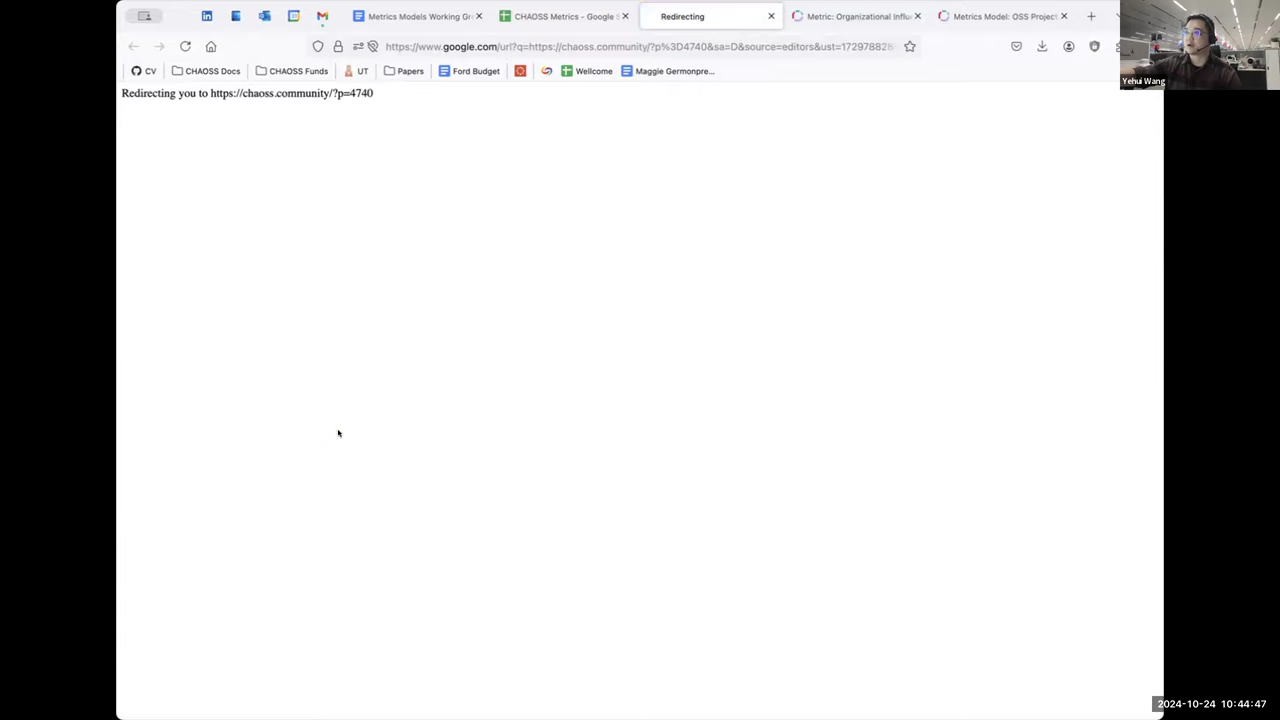 Metrics Models Working Gr
CHAOSS Metrics - Google S
Redirecting
Metric: Organizational Influ
Metrics Model: OSS Project
https://www.google.com/url?q=https://chaoss.community/?p%3D4740&sa=D&source=editors&ust=172978828
CV
CHAOSS Docs
CHAOSS Funds
UT
Papers
Ford Budget
Wellcome
Maggie Germonpre...
Redirecting you to https://chaoss.community/?p=4740
Yehui Wang
2024-10-24 10:44:47